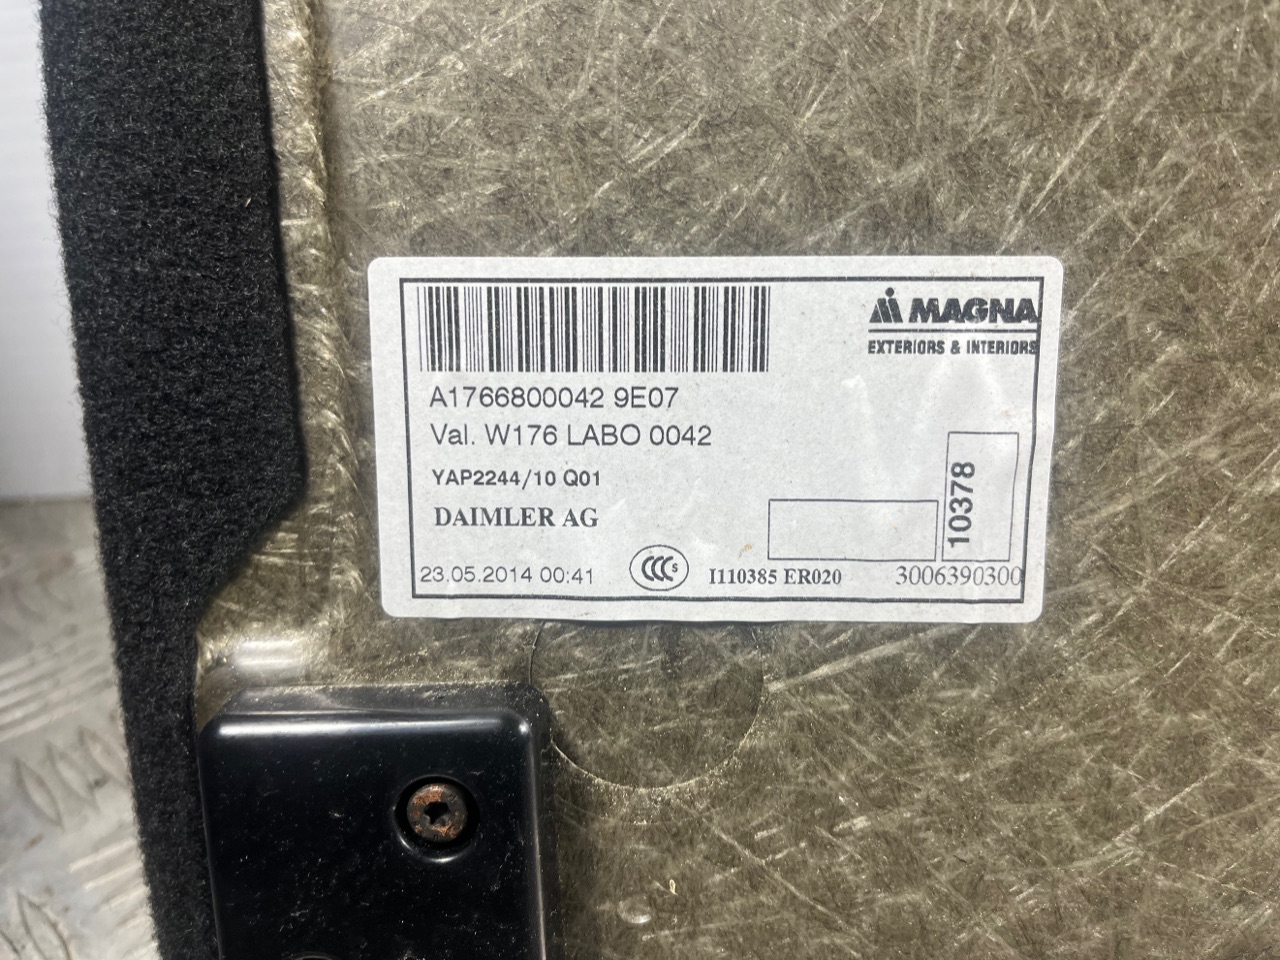 MAGNA
EXTERIORS & INTERIORS
A1766800042 9E07
Val. W176 LABO 0042
YAP2244/10 Q01
DAIMLER AG
10378
23.05.2014 00:41
CCC S
I110385 ER020
3006390300